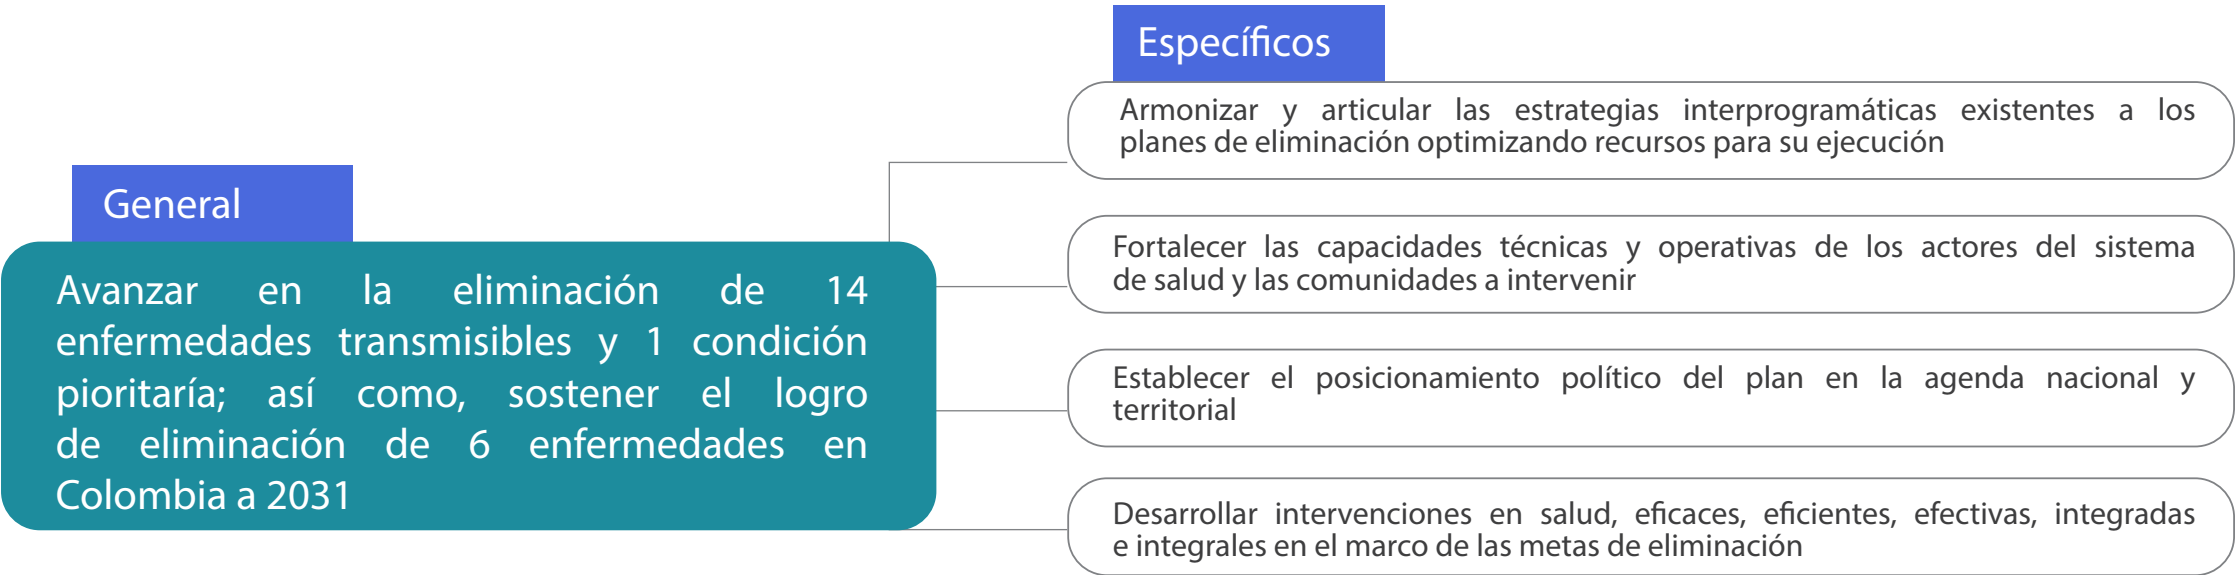 General
Avanzar en la eliminación de 14
enfermedades transmisibles y 1 condición
pioritaría; así como, sostener el logro
de eliminación de 6 enfermedades en
Colombia a 2031
Específicos
Armonizar y articular las estrategias interprogramáticas existentes a los
planes de eliminación optimizando recursos para su ejecución
Fortalecer las capacidades técnicas y operativas de los actores del sistema
de salud y las comunidades a intervenir
Establecer el posicionamiento político del plan en la agenda nacional y
territorial
Desarrollar intervenciones en salud, eficaces, eficientes, efectivas, integradas
e integrales en el marco de las metas de eliminación